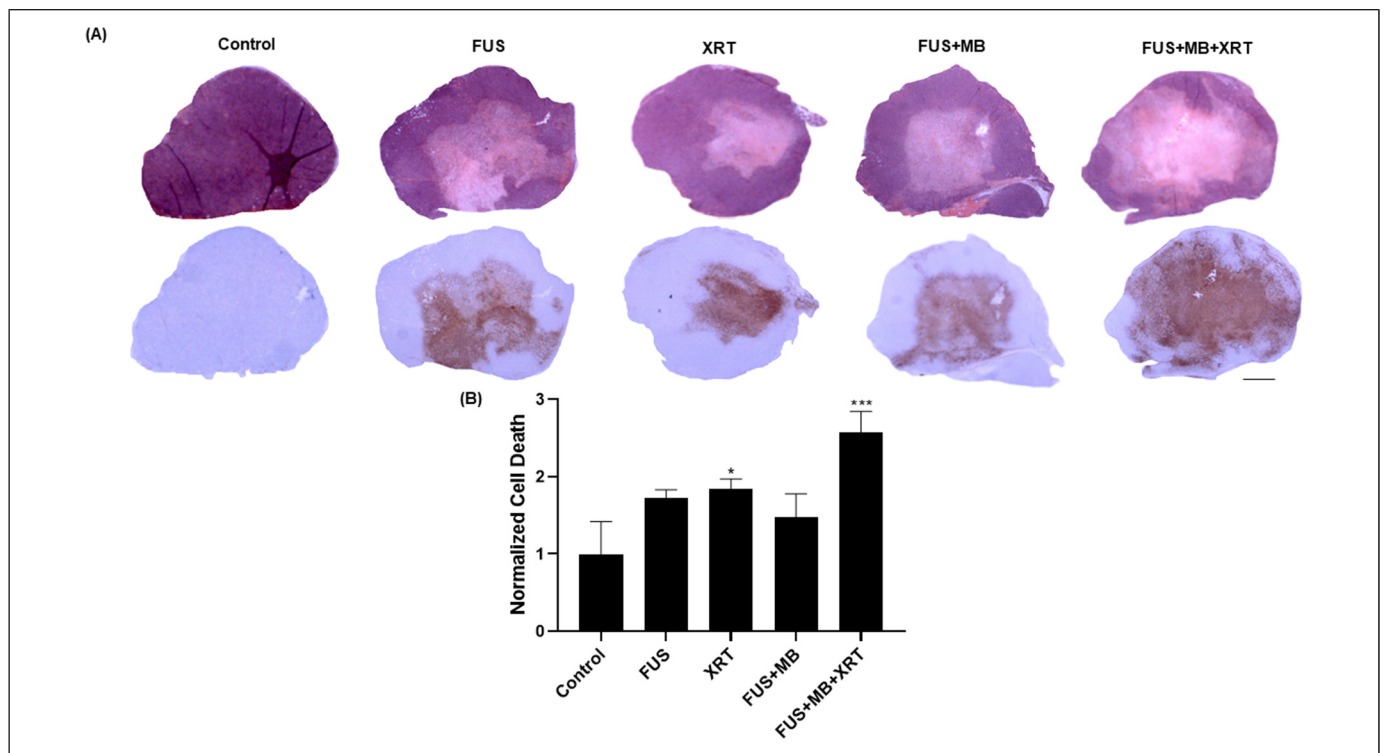 (A)
Control FUS XRT FUS+MB FUS+MB+XRT
(B)
Normalized Cell Death
3
2
1
0
* ***
Control FUS XRT FUS+MB FUS+MB+XRT